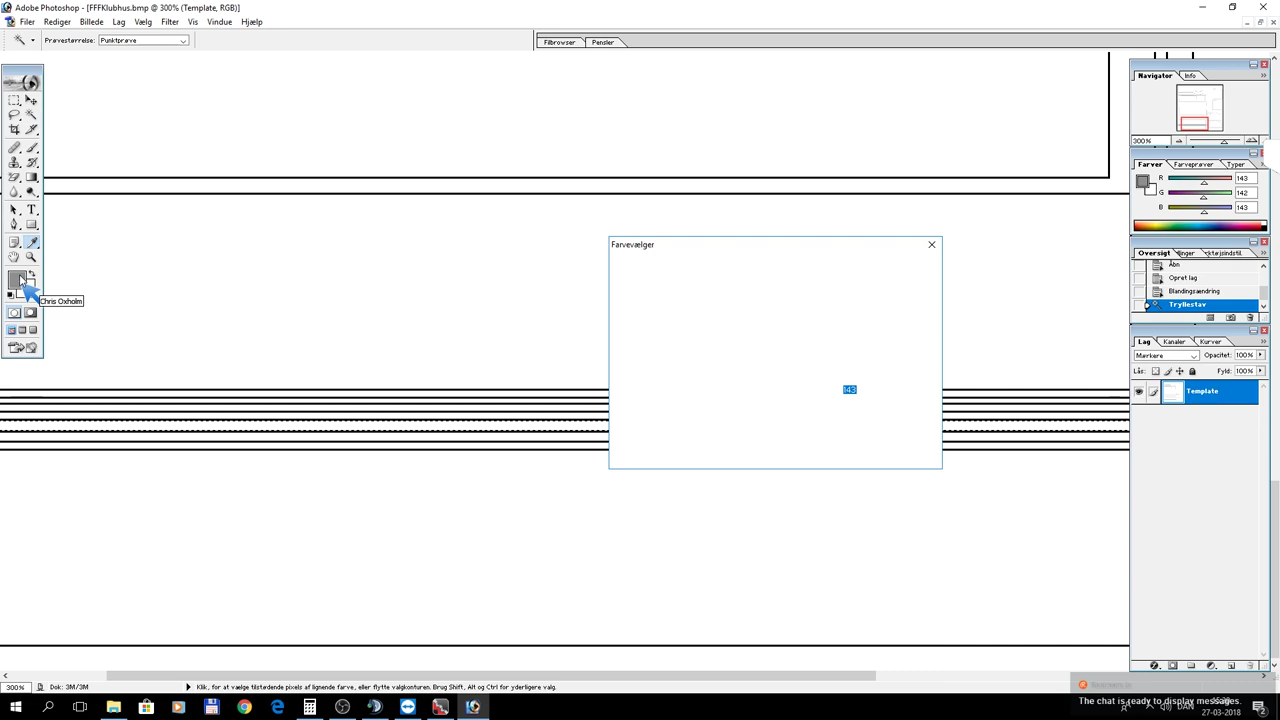 Adobe Photoshop - [FFFKlubhus.bmp @ 300% (Template, RGB)]
Filer Rediger Billede Lag Vælg Filter Vis Vindue Hjælp
Prøvestørrelse: Punktprøve
Filbrowser Pensler
Navigator Info
300%
Farver Farveprøver Typer
R 143
G 142
B 143
Oversigt
Åbn
Opret lag
Blandingsændring
Tryllestav
Lag Kanaler Kurver
Mørkere Opacitet: 100%
Lås: Fyld: 100%
Template
Farvevælger
143
Chris Oxholm
300% Dok: 3M/3M Klik, for at vælge tilstødende pixels af lignende farve, eller flytte valgkonturen. Brug Shift, Alt og Ctrl for yderligere valg.
The chat is ready to display messages.
DAN
27-03-2018
2